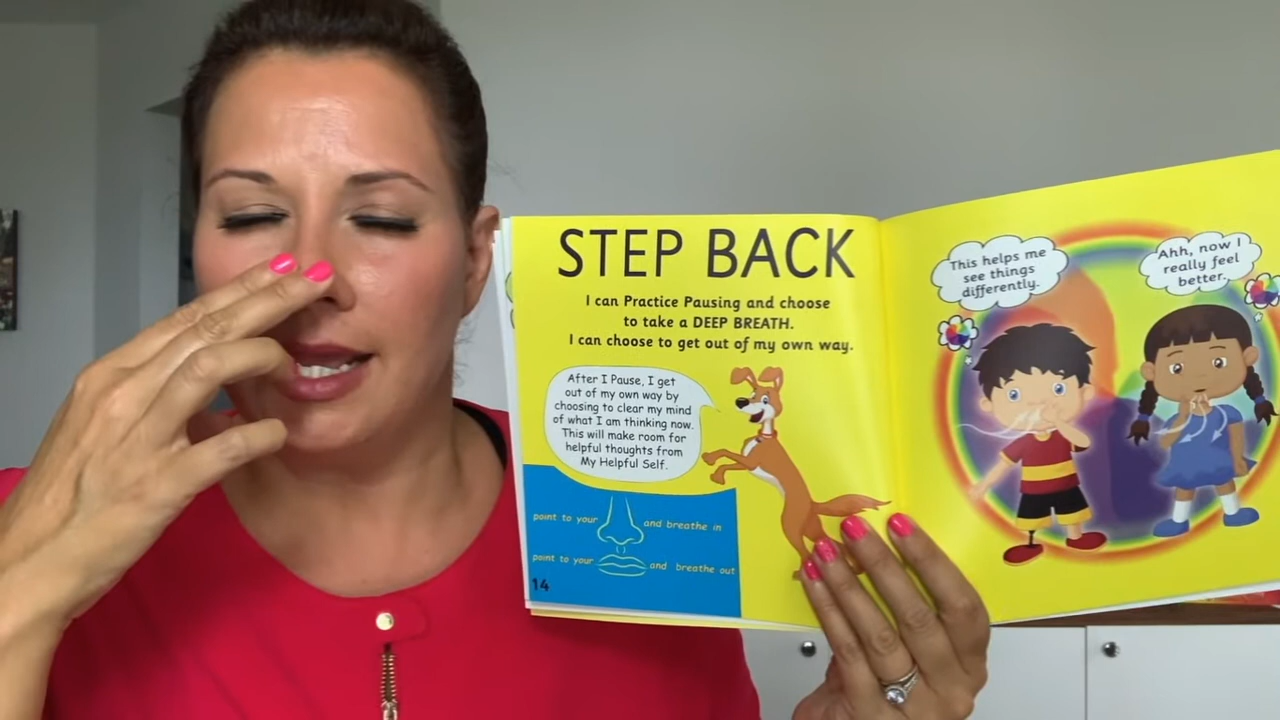 STEP BACK
I can Practice Pausing and choose
to take a DEEP BREATH.
I can choose to get out of my own way.
After I Pause, I get
out of my own way by
choosing to clear my mind
of what I am thinking now.
This will make room for
helpful thoughts from
My Helpful Self.
point to your and breathe in
point to your and breathe out
14
This helps me
see things
differently.
Ahh, now I
really feel
better.